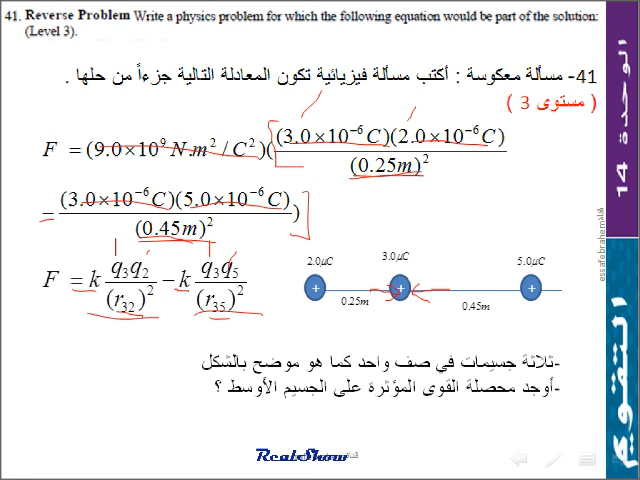 41. Reverse Problem Write a physics problem for which the following equation would be part of the solution:
(Level 3).
41- مسألة معكوسة : أكتب مسألة فيزيائية تكون المعادلة التالية جزءاً من حلها .
( مستوى 3 )
F = (9.0×10⁹ N.m² / C²)( (3.0×10⁻⁶ C)(2.0×10⁻⁶ C) / (0.25m)²
= (3.0×10⁻⁶ C)(5.0×10⁻⁶ C) / (0.45m)² )
F = k q₃q₂ / (r₃₂)² − k q₃q₅ / (r₃₅)²
2.0μC 3.0μC 5.0μC
+ + +
0.25m 0.45m
-ثلاثة جسيمات في صف واحد كما هو موضح بالشكل
-أوجد محصلة القوى المؤثرة على الجسيم الأوسط ؟
الوحدة 14
التقويم
قناة essafebrahem
RealShow
قناة